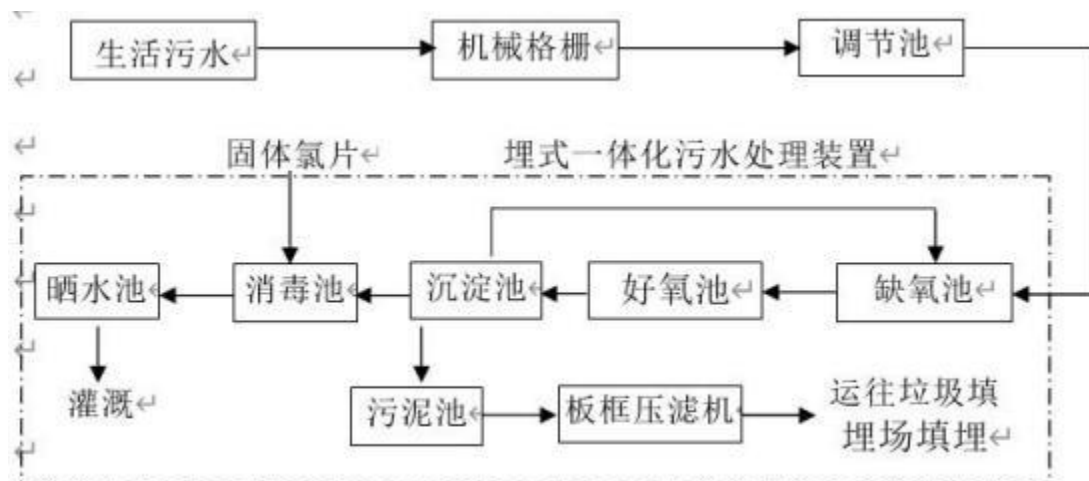 生活污水
机械格栅
调节池
固体氯片
埋式一体化污水处理装置
晒水池
消毒池
沉淀池
好氧池
缺氧池
灌溉
污泥池
板框压滤机
运往垃圾填
埋场填埋